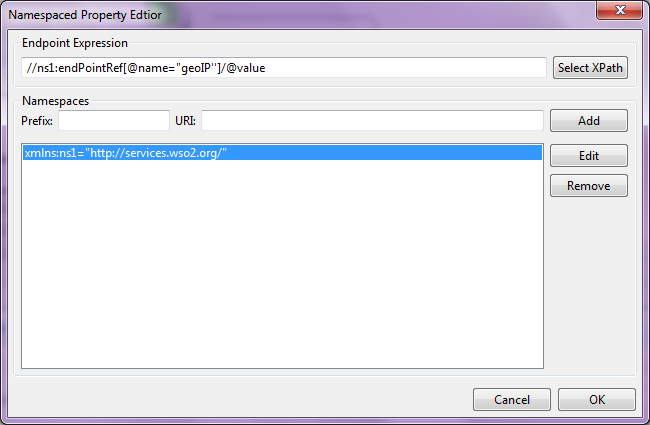 Namespaced Property Edtior
Endpoint Expression
//ns1:endPointRef[@name="geoIP"]/@value
Select XPath
Namespaces
Prefix:
URI:
Add
xmlns:ns1="http://services.wso2.org/"
Edit
Remove
Cancel
OK